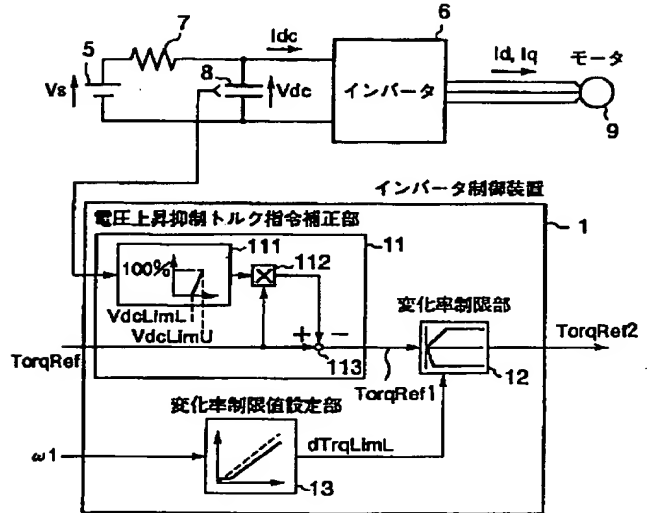 7
Idc
6
5
8
Id, Iq
モータ
Vs
Vdc
インバータ
9
インバータ制御装置
電圧上昇抑制トルク指令補正部
11
1
111
100%
112
変化率制限部
VdcLimL
VdcLimU
TorqRef
+
−
113
TorqRef1
12
TorqRef2
変化率制限値設定部
dTrqLimL
ω1
13